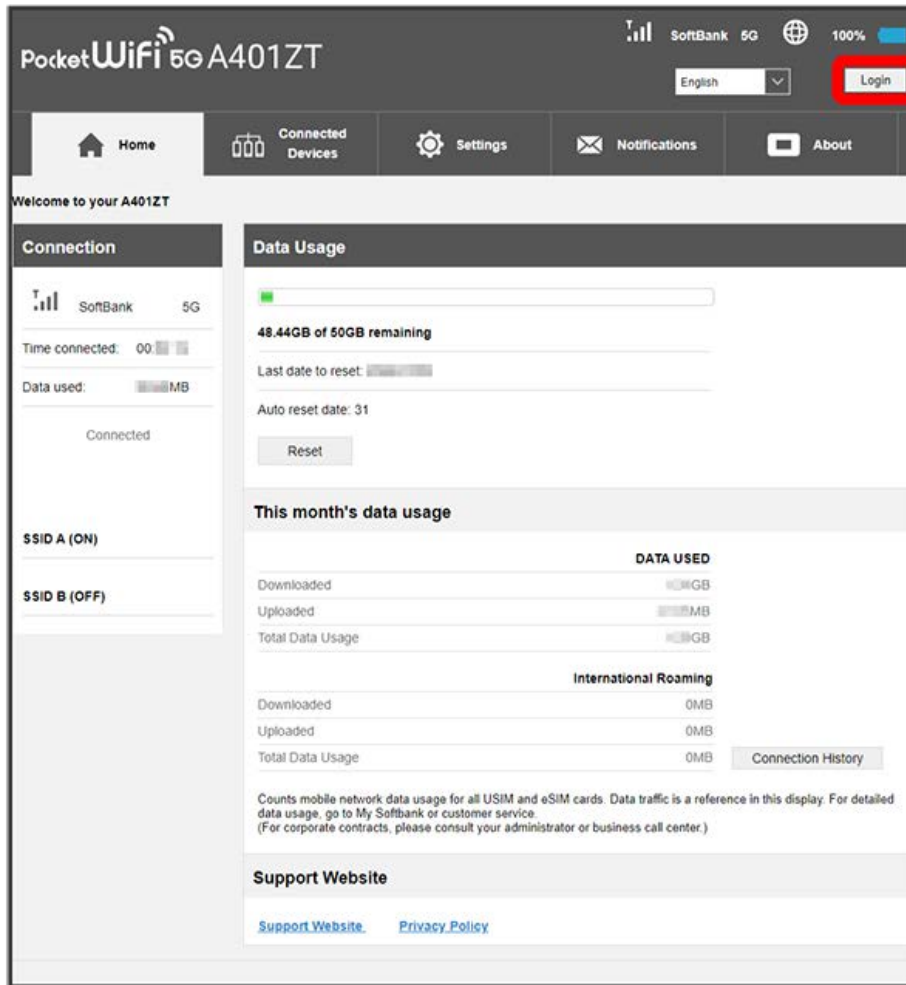 Pocket WiFi 5G A401ZT
SoftBank 5G 100%
English
Login
Home
Connected Devices
Settings
Notifications
About
Welcome to your A401ZT
Connection
SoftBank 5G
Time connected: 00:
Data used: MB
Connected
SSID A (ON)
SSID B (OFF)
Data Usage
48.44GB of 50GB remaining
Last date to reset:
Auto reset date: 31
Reset
This month's data usage
DATA USED
Downloaded GB
Uploaded MB
Total Data Usage GB
International Roaming
Downloaded 0MB
Uploaded 0MB
Total Data Usage 0MB
Connection History
Counts mobile network data usage for all USIM and eSIM cards. Data traffic is a reference in this display. For detailed
data usage, go to My Softbank or customer service.
(For corporate contracts, please consult your administrator or business call center.)
Support Website
Support Website Privacy Policy